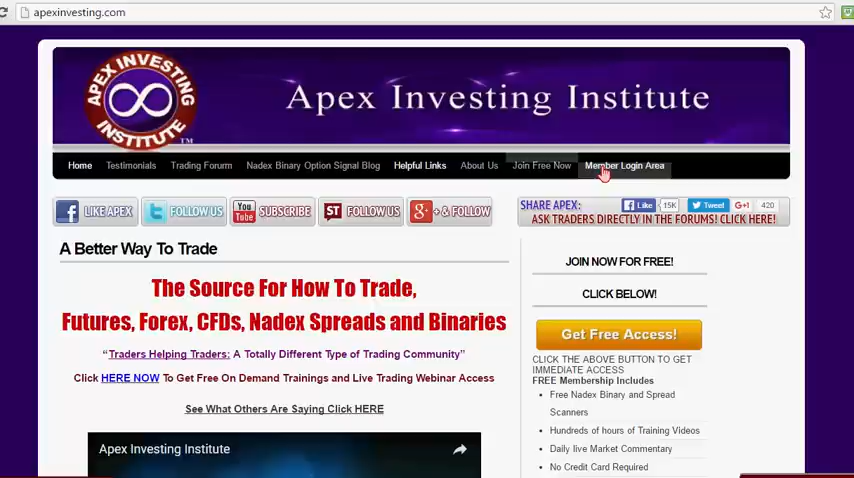 apexinvesting.com
APEX INVESTING
INSTITUTE
TM
Apex Investing Institute
Home Testimonials Trading Forurm Nadex Binary Option Signal Blog Helpful Links About Us Join Free Now Member Login Area
f LIKE APEX
t FOLLOW US
You Tube SUBSCRIBE
ST FOLLOW US
g+ + & FOLLOW
SHARE APEX: f Like 15K Tweet G+1 420
ASK TRADERS DIRECTLY IN THE FORUMS! CLICK HERE!
A Better Way To Trade
The Source For How To Trade,
Futures, Forex, CFDs, Nadex Spreads and Binaries
“Traders Helping Traders: A Totally Different Type of Trading Community”
Click HERE NOW To Get Free On Demand Trainings and Live Trading Webinar Access
See What Others Are Saying Click HERE
Apex Investing Institute
JOIN NOW FOR FREE!
CLICK BELOW!
Get Free Access!
CLICK THE ABOVE BUTTON TO GET
IMMEDIATE ACCESS
FREE Membership Includes
Free Nadex Binary and Spread
Scanners
Hundreds of hours of Training Videos
Daily live Market Commentary
No Credit Card Required